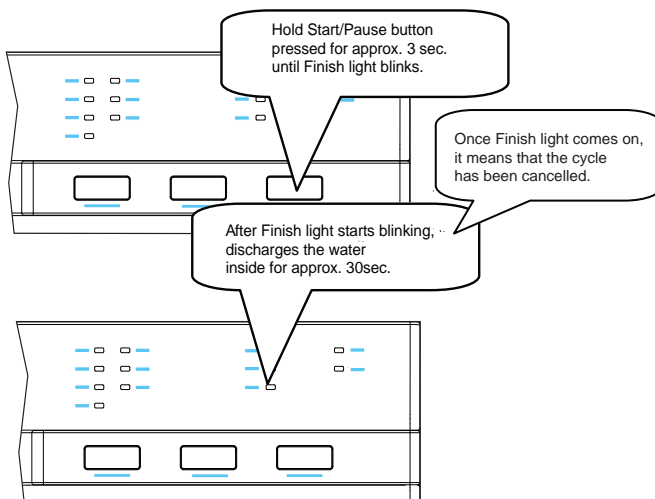 Hold Start/Pause button
pressed for approx. 3 sec.
until Finish light blinks.
Once Finish light comes on,
it means that the cycle
has been cancelled.
After Finish light starts blinking,
discharges the water
inside for approx. 30sec.